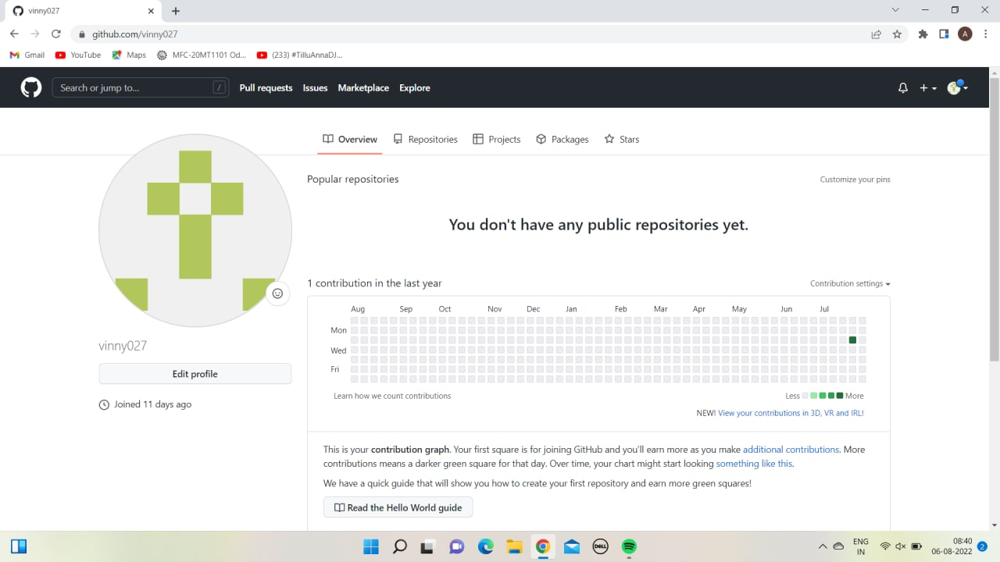 vinny027
github.com/vinny027
A
Gmail YouTube Maps MFC-20MT1101 Od... (233) #TilluAnnaDJ...
Search or jump to... / Pull requests Issues Marketplace Explore
Overview Repositories Projects Packages Stars
Popular repositories Customize your pins
You don't have any public repositories yet.
1 contribution in the last year Contribution settings
Aug Sep Oct Nov Dec Jan Feb Mar Apr May Jun Jul
Mon
Wed
Fri
Learn how we count contributions Less More
NEW! View your contributions in 3D, VR and IRL!
vinny027
Edit profile
Joined 11 days ago
This is your contribution graph. Your first square is for joining GitHub and you'll earn more as you make additional contributions. More
contributions means a darker green square for that day. Over time, your chart might start looking something like this.
We have a quick guide that will show you how to create your first repository and earn more green squares!
Read the Hello World guide
DELL
ENG
IN
08:40
06-08-2022
2